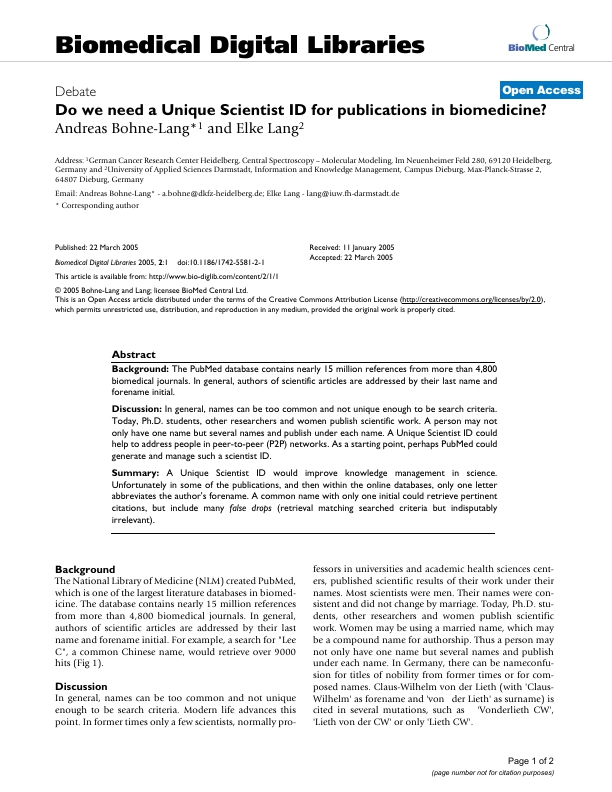 Biomedical Digital Libraries
BioMed Central
Debate
Open Access
Do we need a Unique Scientist ID for publications in biomedicine?
Andreas Bohne-Lang*1 and Elke Lang2
Address: 1German Cancer Research Center Heidelberg, Central Spectroscopy – Molecular Modeling, Im Neuenheimer Feld 280, 69120 Heidelberg,
Germany and 2University of Applied Sciences Darmstadt, Information and Knowledge Management, Campus Dieburg, Max-Planck-Strasse 2,
64807 Dieburg, Germany
Email: Andreas Bohne-Lang* - a.bohne@dkfz-heidelberg.de; Elke Lang - lang@iuw.fh-darmstadt.de
* Corresponding author
Published: 22 March 2005
Biomedical Digital Libraries 2005, 2:1 doi:10.1186/1742-5581-2-1
Received: 11 January 2005
Accepted: 22 March 2005
This article is available from: http://www.bio-diglib.com/content/2/1/1
© 2005 Bohne-Lang and Lang; licensee BioMed Central Ltd.
This is an Open Access article distributed under the terms of the Creative Commons Attribution License (http://creativecommons.org/licenses/by/2.0),
which permits unrestricted use, distribution, and reproduction in any medium, provided the original work is properly cited.
Abstract
Background: The PubMed database contains nearly 15 million references from more than 4,800
biomedical journals. In general, authors of scientific articles are addressed by their last name and
forename initial.
Discussion: In general, names can be too common and not unique enough to be search criteria.
Today, Ph.D. students, other researchers and women publish scientific work. A person may not
only have one name but several names and publish under each name. A Unique Scientist ID could
help to address people in peer-to-peer (P2P) networks. As a starting point, perhaps PubMed could
generate and manage such a scientist ID.
Summary: A Unique Scientist ID would improve knowledge management in science.
Unfortunately in some of the publications, and then within the online databases, only one letter
abbreviates the author's forename. A common name with only one initial could retrieve pertinent
citations, but include many false drops (retrieval matching searched criteria but indisputably
irrelevant).
Background
The National Library of Medicine (NLM) created PubMed,
which is one of the largest literature databases in biomed-
icine. The database contains nearly 15 million references
from more than 4,800 biomedical journals. In general,
authors of scientific articles are addressed by their last
name and forename initial. For example, a search for "Lee
C", a common Chinese name, would retrieve over 9000
hits (Fig 1).
Discussion
In general, names can be too common and not unique
enough to be search criteria. Modern life advances this
point. In former times only a few scientists, normally pro-
fessors in universities and academic health sciences cent-
ers, published scientific results of their work under their
names. Most scientists were men. Their names were con-
sistent and did not change by marriage. Today, Ph.D. stu-
dents, other researchers and women publish scientific
work. Women may be using a married name, which may
be a compound name for authorship. Thus a person may
not only have one name but several names and publish
under each name. In Germany, there can be nameconfu-
sion for titles of nobility from former times or for com-
posed names. Claus-Wilhelm von der Lieth (with 'Claus-
Wilhelm' as forename and 'von der Lieth' as surname) is
cited in several mutations, such as 'Vonderlieth CW',
'Lieth von der CW' or only 'Lieth CW'.
Page 1 of 2
(page number not for citation purposes)